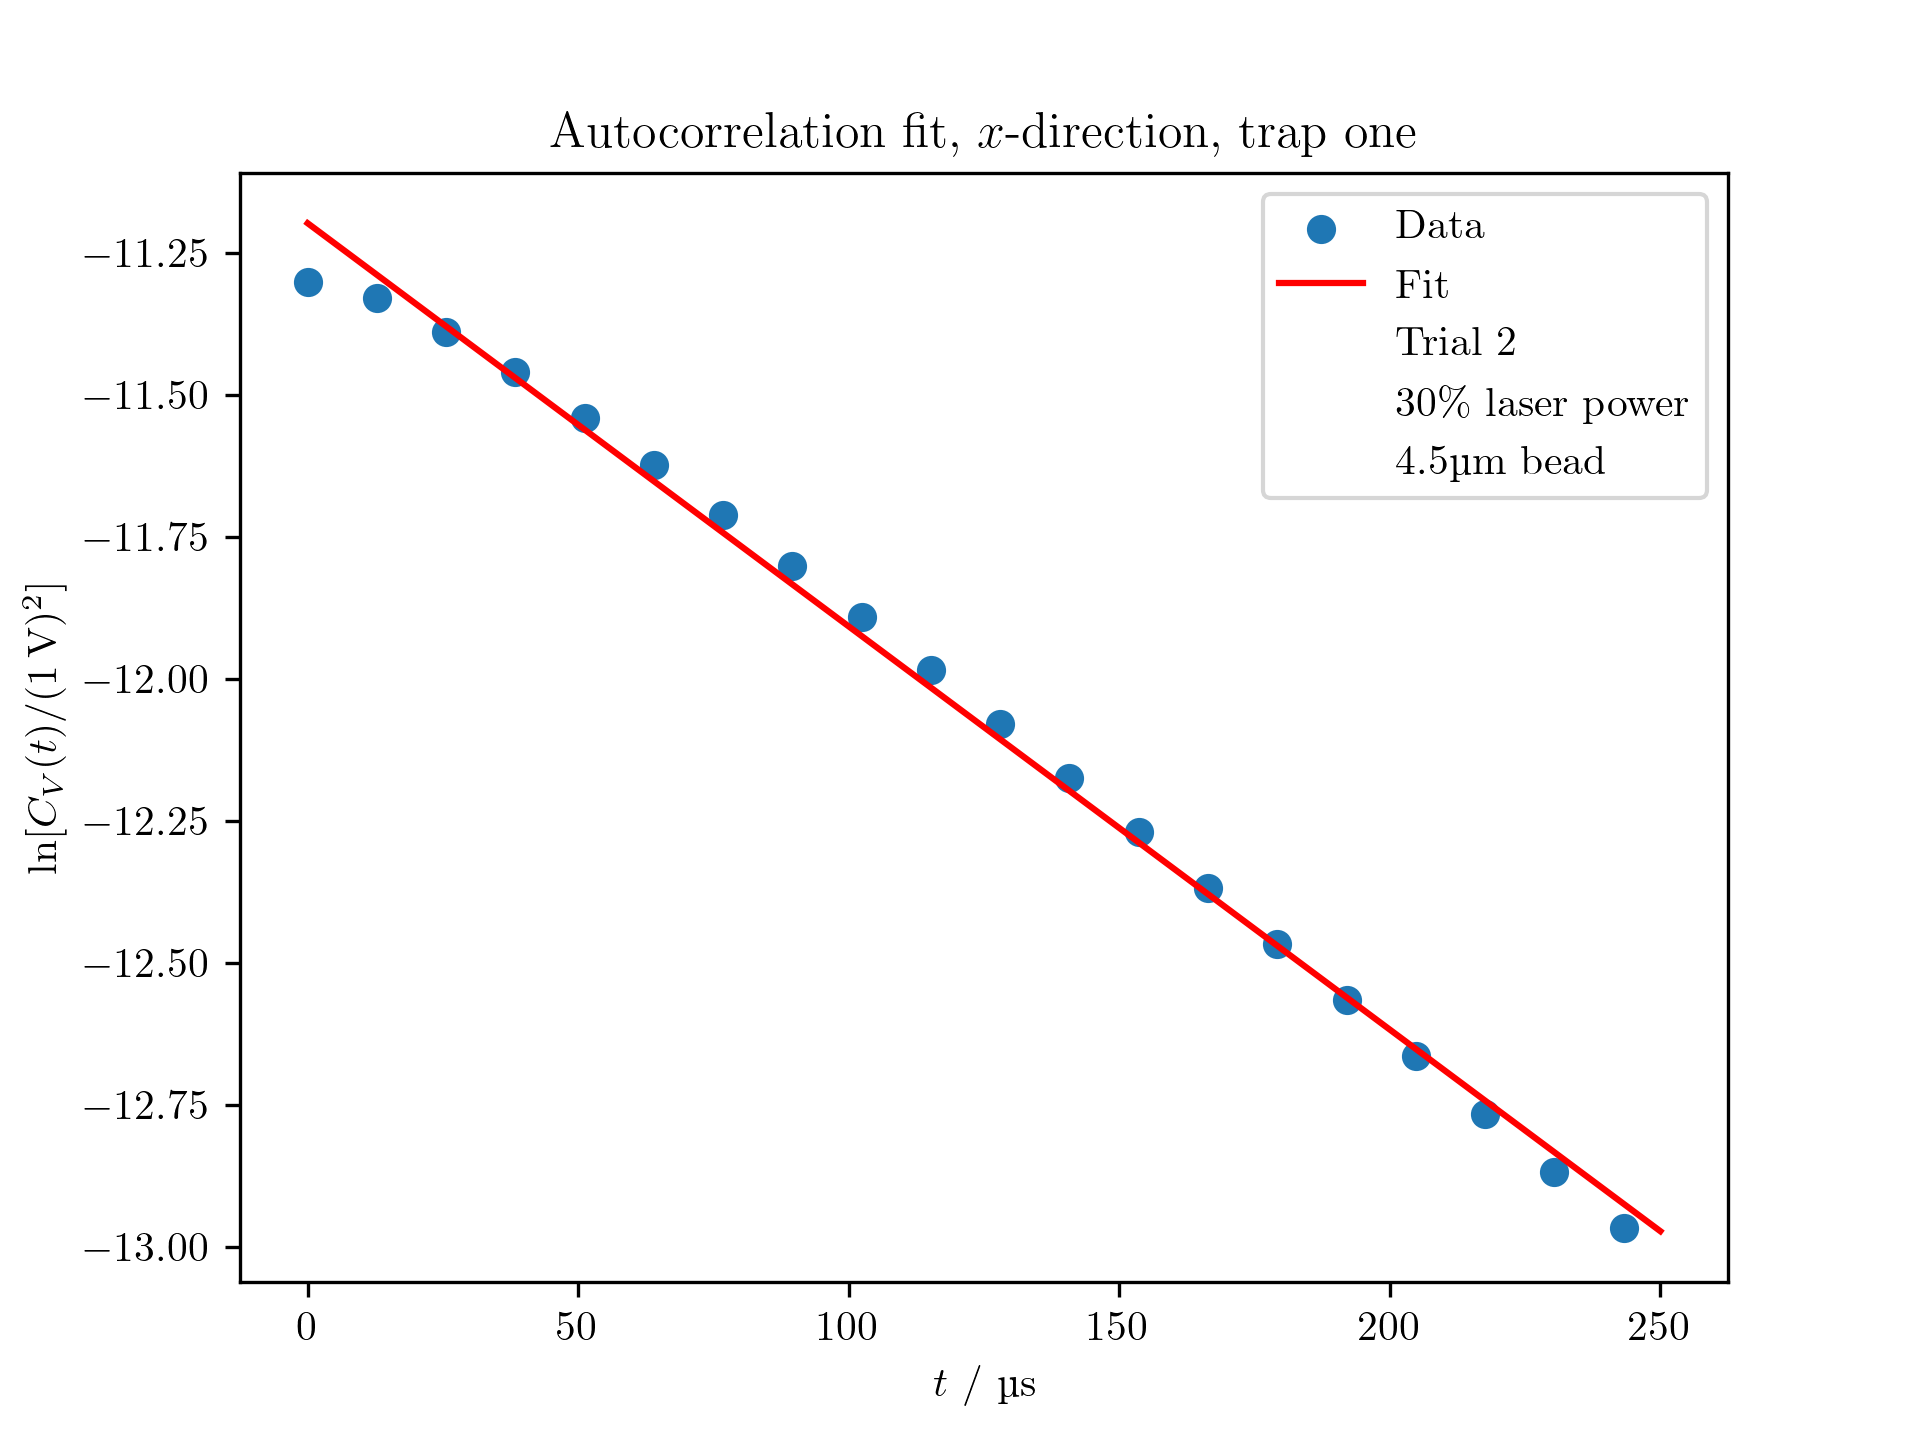 Autocorrelation fit, x-direction, trap one
Data
Fit
Trial 2
30% laser power
4.5µm bead
ln[C_V(t)/(1 V)²]
−11.25
−11.50
−11.75
−12.00
−12.25
−12.50
−12.75
−13.00
0 50 100 150 200 250
t / µs